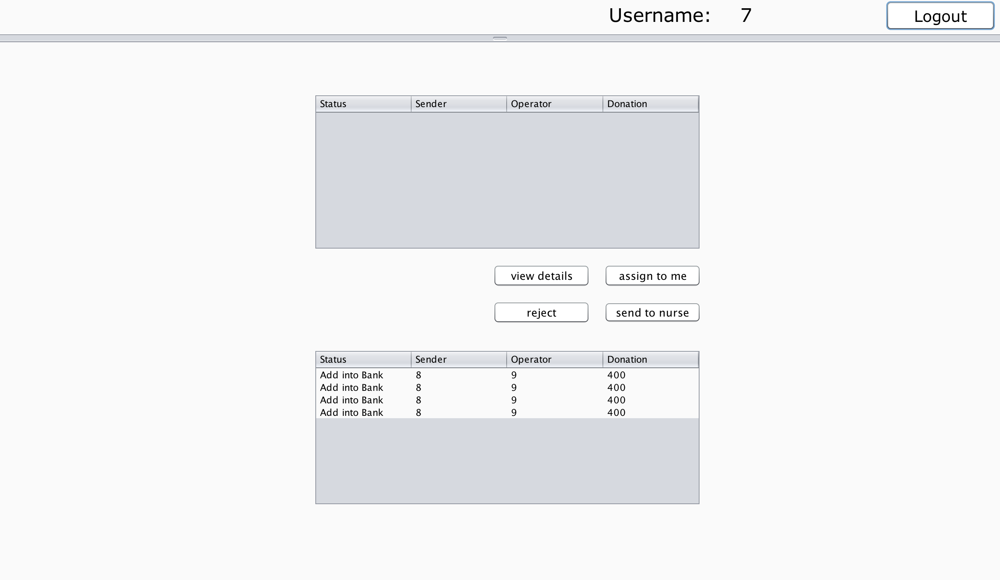 Username: 7 Logout
Status Sender Operator Donation
view details assign to me
reject send to nurse
Status Sender Operator Donation
Add into Bank 8 9 400
Add into Bank 8 9 400
Add into Bank 8 9 400
Add into Bank 8 9 400